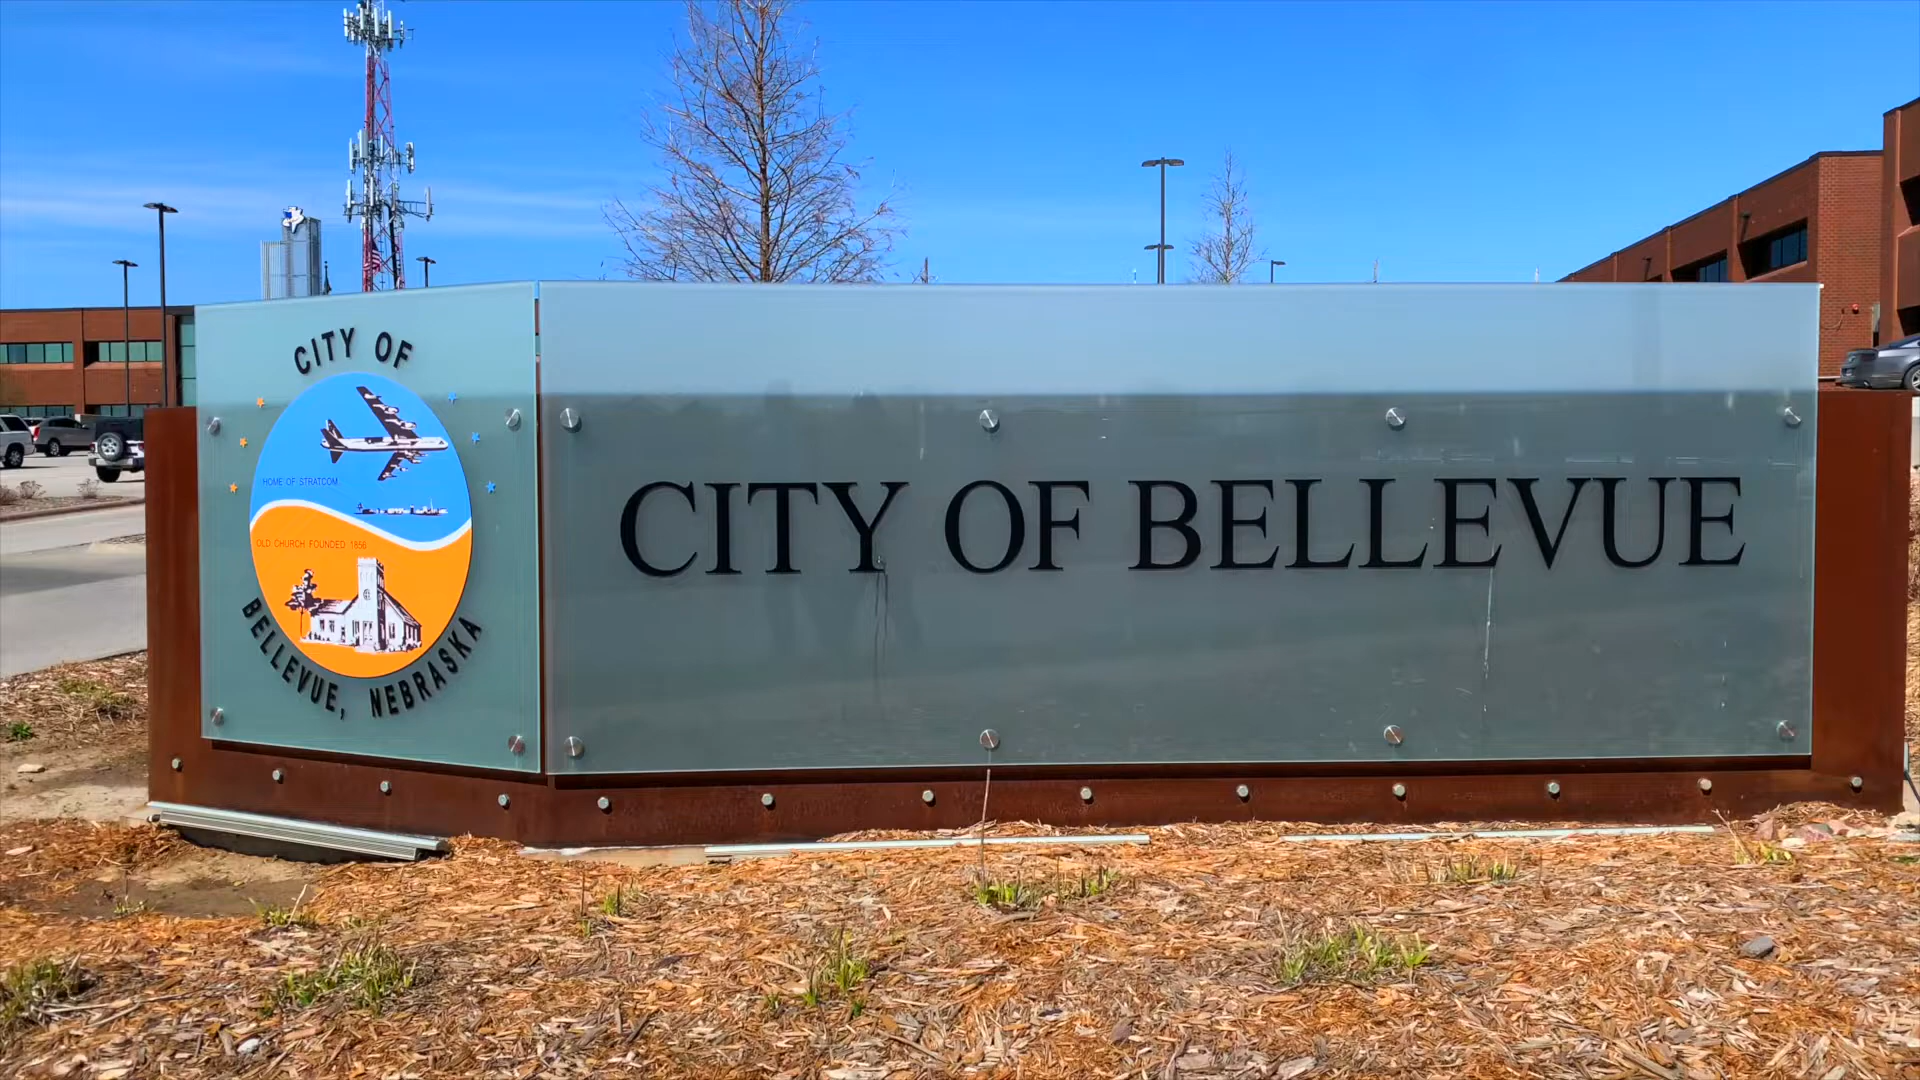 CITY OF
HOME OF STRATCOM
OLD CHURCH FOUNDED 1856
BELLEVUE, NEBRASKA
CITY OF BELLEVUE